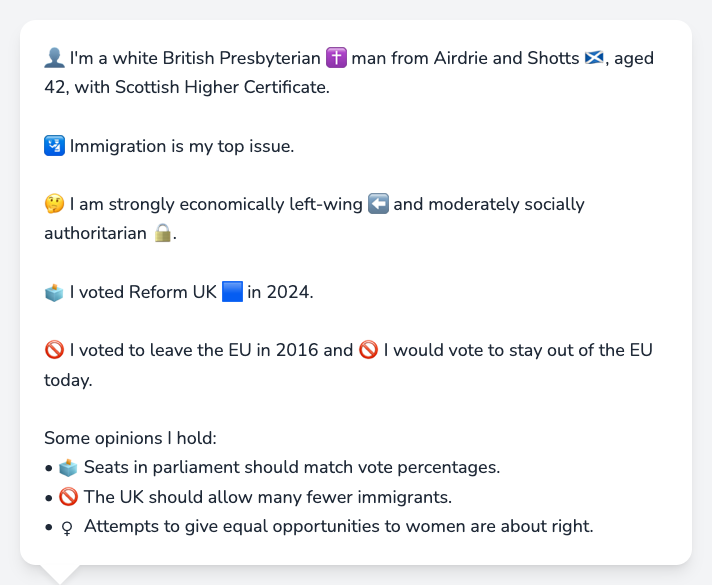 👤 I'm a white British Presbyterian ✝️ man from Airdrie and Shotts 🏴󠁧󠁢󠁳󠁣󠁴󠁿, aged
42, with Scottish Higher Certificate.
🛂 Immigration is my top issue.
🤔 I am strongly economically left-wing ⬅️ and moderately socially
authoritarian 🔒.
🗳️ I voted Reform UK 🟦 in 2024.
🚫 I voted to leave the EU in 2016 and 🚫 I would vote to stay out of the EU
today.
Some opinions I hold:
• 🗳️ Seats in parliament should match vote percentages.
• 🚫 The UK should allow many fewer immigrants.
• ♀ Attempts to give equal opportunities to women are about right.